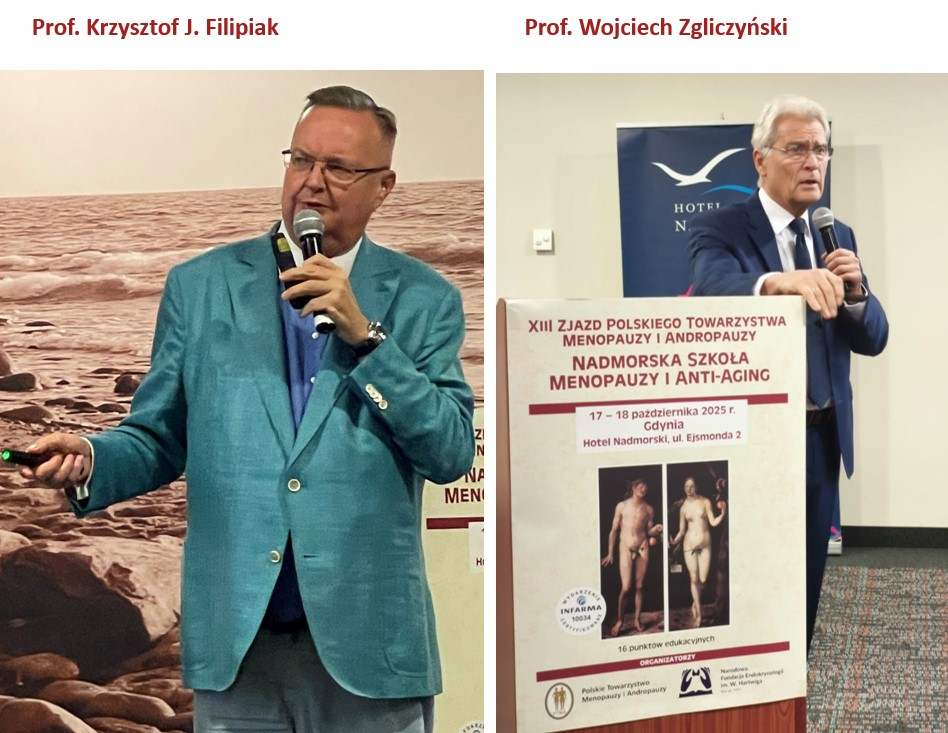 Prof. Krzysztof J. Filipiak
Prof. Wojciech Zgliczyński
HOTEL
XIII ZJAZD POLSKIEGO TOWARZYSTWA
MENOPAUZY I ANDROPAUZY
NADMORSKA SZKOŁA
MENOPAUZY I ANTI-AGING
17 – 18 października 2025 r.
Gdynia
Hotel Nadmorski, ul. Ejsmonda 2
WYDARZENIE
INFARMA
10034
CERTYFIKOWANE
16 punktów edukacyjnych
ORGANIZATORZY
Polskie Towarzystwo
Menopauzy i Andropauzy
Narodowa
Fundacja Endokrynologii
im. W. Hartwiga
MENO